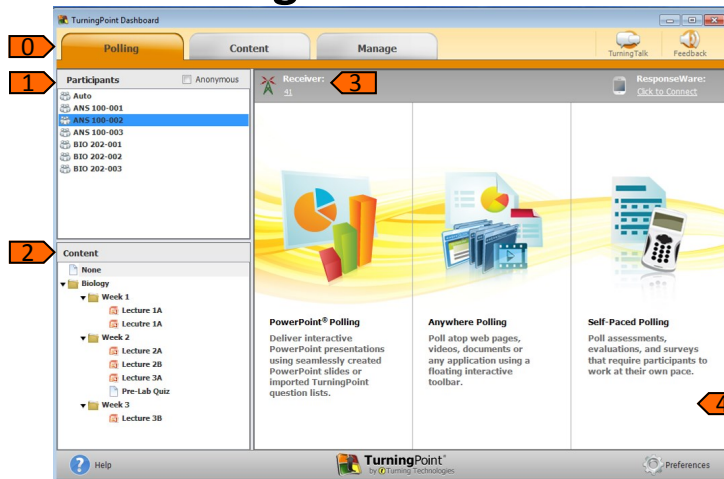 TurningPoint Dashboard
0
Polling
Content
Manage
TurningTalk
Feedback
1
Participants
Anonymous
Receiver:
41
3
ResponseWare:
Click to Connect
Auto
ANS 100-001
ANS 100-002
ANS 100-003
BIO 202-001
BIO 202-002
BIO 202-003
2
Content
None
Biology
Week 1
Lecture 1A
Lecutre 1A
Week 2
Lecture 2A
Lecture 2B
Lecture 3A
Pre-Lab Quiz
Week 3
Lecture 3B
PowerPoint® Polling
Deliver interactive
PowerPoint presentations
using seamlessly created
PowerPoint slides or
imported TurningPoint
question lists.
Anywhere Polling
Poll atop web pages,
videos, documents or
any application using a
floating interactive
toolbar.
Self-Paced Polling
Poll assessments,
evaluations, and surveys
that require participants to
work at their own pace.
4
Help
TurningPoint®
by Turning Technologies
Preferences